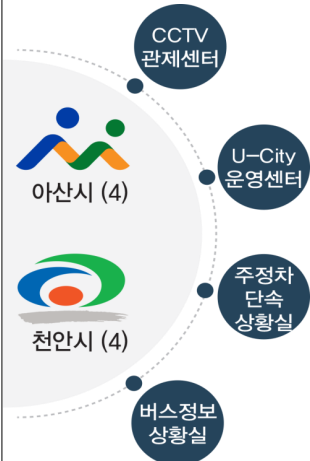 CCTV
관제센터
아산시 (4)
U-City
운영센터
주정차
단속
상황실
천안시 (4)
버스정보
상황실